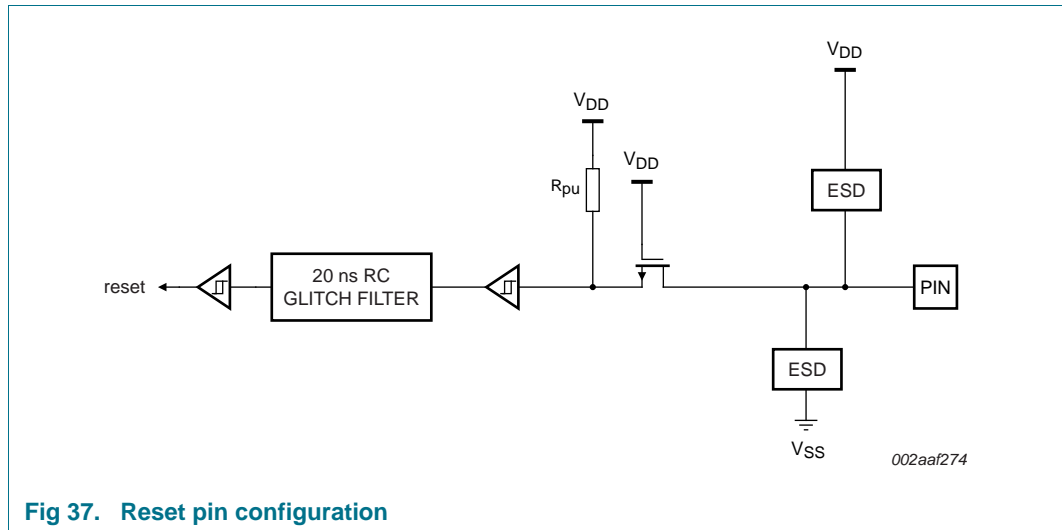 VDD
VDD
VDD
Rpu
ESD
reset
20 ns RC
GLITCH FILTER
PIN
ESD
VSS
002aaf274
Fig 37. Reset pin configuration